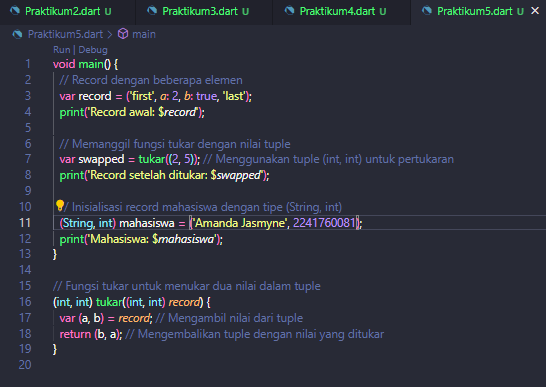 Praktikum2.dart U Praktikum3.dart U Praktikum4.dart U Praktikum5.dart U
Praktikum5.dart > main
Run | Debug
1 void main() {
2 // Record dengan beberapa elemen
3 var record = ('first', a: 2, b: true, 'last');
4 print('Record awal: $record');
5
6 // Memanggil fungsi tukar dengan nilai tuple
7 var swapped = tukar((2, 5)); // Menggunakan tuple (int, int) untuk pertukaran
8 print('Record setelah ditukar: $swapped');
9
10 / Inisialisasi record mahasiswa dengan tipe (String, int)
11 (String, int) mahasiswa = ('Amanda Jasmyne', 2241760081);
12 print('Mahasiswa: $mahasiswa');
13 }
14
15 // Fungsi tukar untuk menukar dua nilai dalam tuple
16 (int, int) tukar((int, int) record) {
17 var (a, b) = record; // Mengambil nilai dari tuple
18 return (b, a); // Mengembalikan tuple dengan nilai yang ditukar
19 }
20